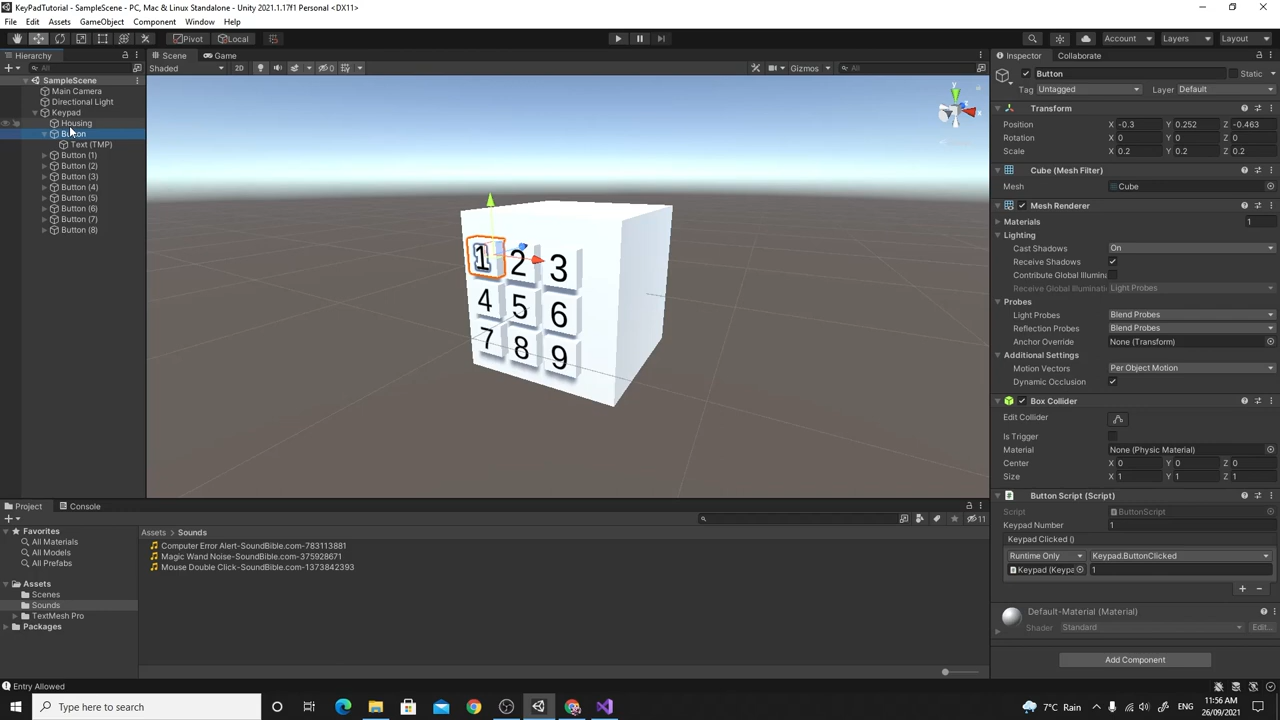 KeyPadTutorial - SampleScene - PC, Mac & Linux Standalone - Unity 2021.1.17f1 Personal <DX11>
File Edit Assets GameObject Component Window Help
Pivot Local Account Layers Layout
Hierarchy
All
SampleScene
Main Camera
Directional Light
Keypad
Housing
Button
Text (TMP)
Button (1)
Button (2)
Button (3)
Button (4)
Button (5)
Button (6)
Button (7)
Button (8)
Scene Game
Shaded 2D 0 Gizmos All
y
x
1 2 3
4 5 6
7 8 9
Inspector Collaborate
Button Static
Tag Untagged Layer Default
Transform
Position X -0.3 Y 0.252 Z -0.463
Rotation X 0 Y 0 Z 0
Scale X 0.2 Y 0.2 Z 0.2
Cube (Mesh Filter)
Mesh Cube
Mesh Renderer
Materials 1
Lighting
Cast Shadows On
Receive Shadows
Contribute Global Illumina
Receive Global Illuminati Light Probes
Probes
Light Probes Blend Probes
Reflection Probes Blend Probes
Anchor Override None (Transform)
Additional Settings
Motion Vectors Per Object Motion
Dynamic Occlusion
Box Collider
Edit Collider
Is Trigger
Material None (Physic Material)
Center X 0 Y 0 Z 0
Size X 1 Y 1 Z 1
Button Script (Script)
Script ButtonScript
Keypad Number 1
Keypad Clicked ()
Runtime Only Keypad.ButtonClicked
Keypad (Keypa 1
Default-Material (Material)
Shader Standard Edit...
Add Component
Project Console
11
Favorites
All Materials
All Models
All Prefabs
Assets
Scenes
Sounds
TextMesh Pro
Packages
Assets Sounds
Computer Error Alert-SoundBible.com-783113881
Magic Wand Noise-SoundBible.com-375928671
Mouse Double Click-SoundBible.com-1373842393
Entry Allowed
Type here to search
7°C Rain
11:56 AM
26/09/2021